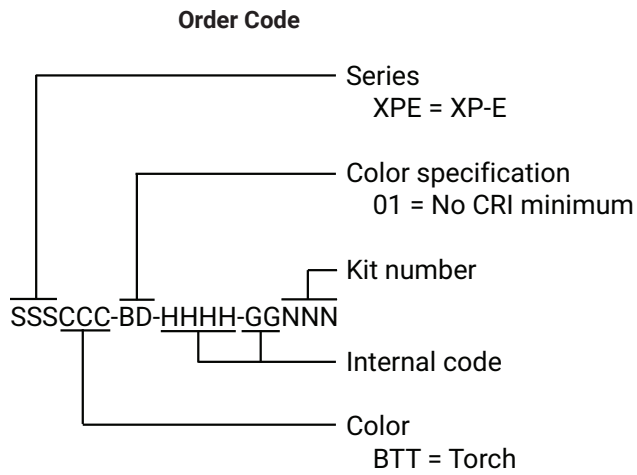 Order Code
Series
XPE = XP-E
Color specification
01 = No CRI minimum
Kit number
SSSCCC-BD-HHHH-GGNNN
Internal code
Color
BTT = Torch